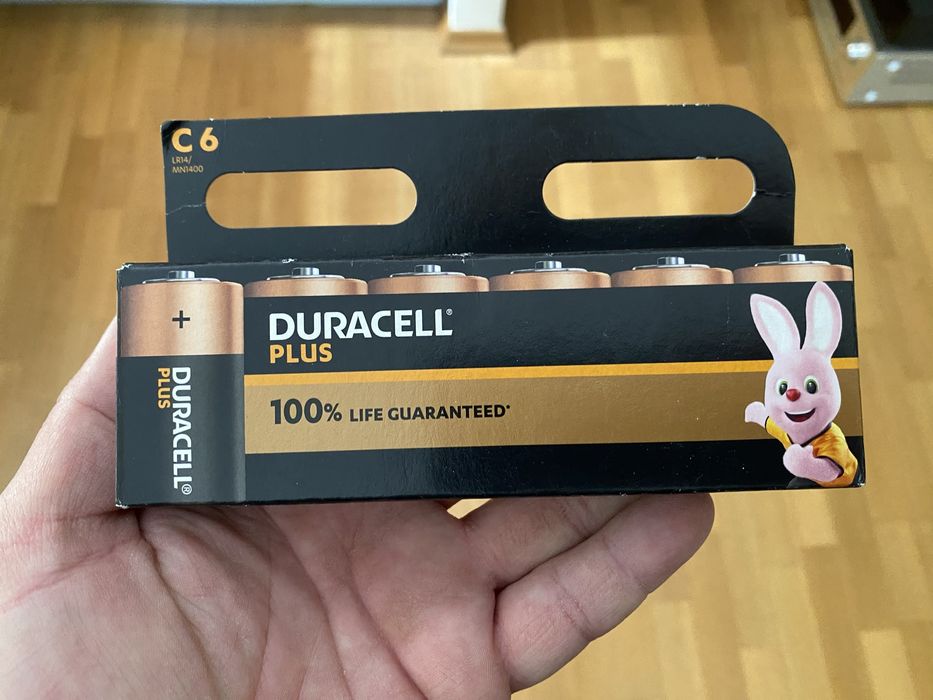 C 6
LR14/
MN1400
+
DURACELL®
PLUS
100% LIFE GUARANTEED*
DURACELL®
PLUS